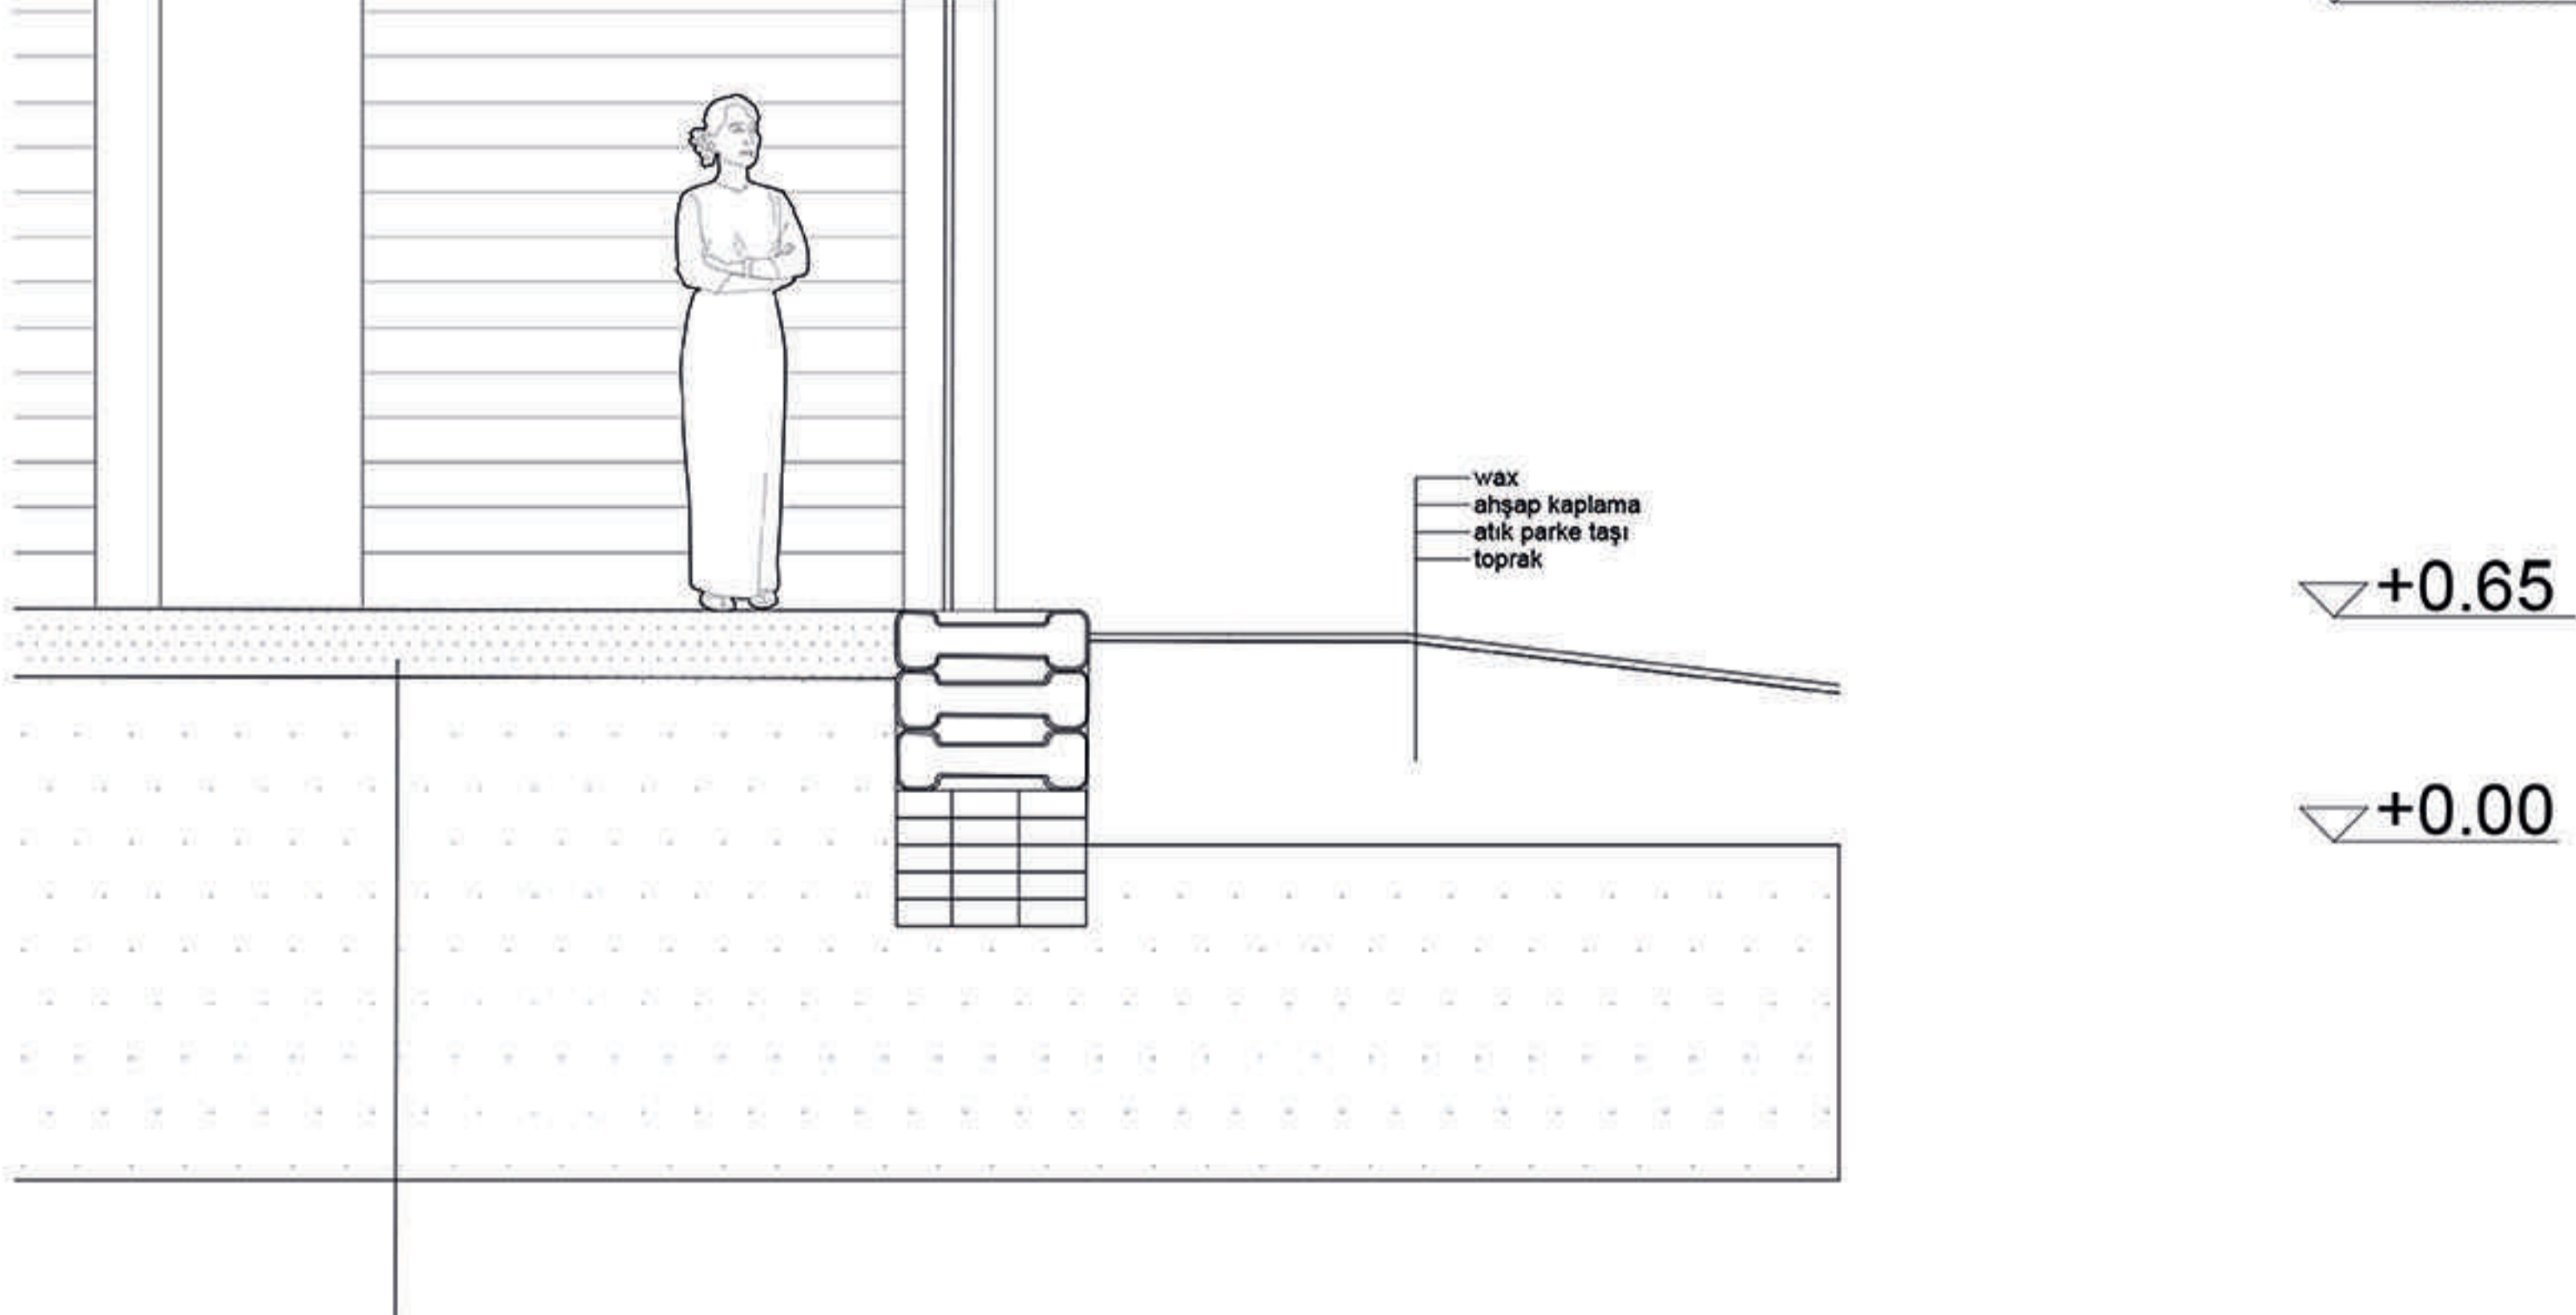 wax
ahşap kaplama
atık parke taşı
toprak
+0.65
+0.00